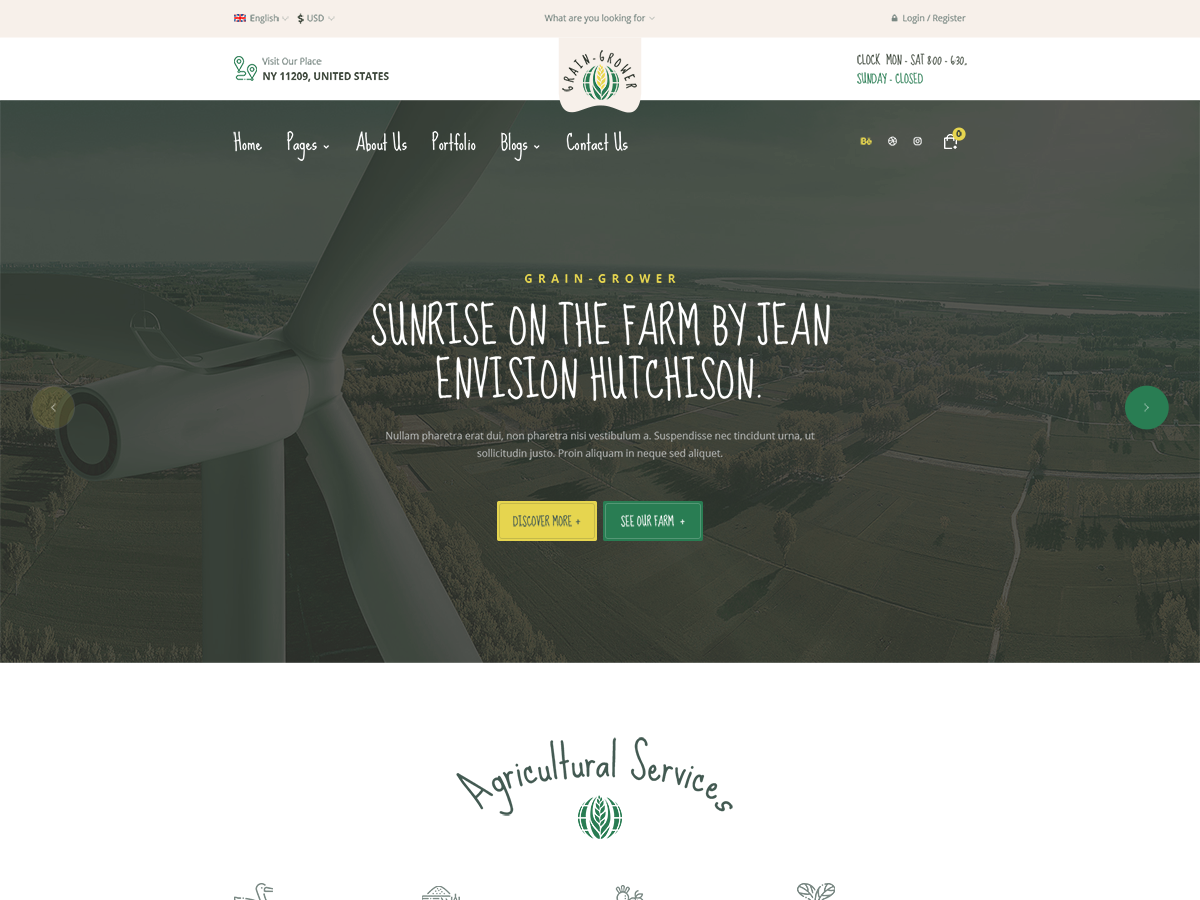 English
$ USD
What are you looking for
Login / Register
Visit Our Place
NY 11209, UNITED STATES
GRAIN-GROWER
CLOCK MON - SAT 8:00 - 6:30,
SUNDAY - CLOSED
Home Pages About Us Portfolio Blogs Contact Us
Bē
0
GRAIN-GROWER
SUNRISE ON THE FARM BY JEAN
ENVISION HUTCHISON.
Nullam pharetra erat dui, non pharetra nisi vestibulum a. Suspendisse nec tincidunt urna, ut
sollicitudin justo. Proin aliquam in neque sed aliquet.
DISCOVER MORE +
SEE OUR FARM +
Agricultural Services